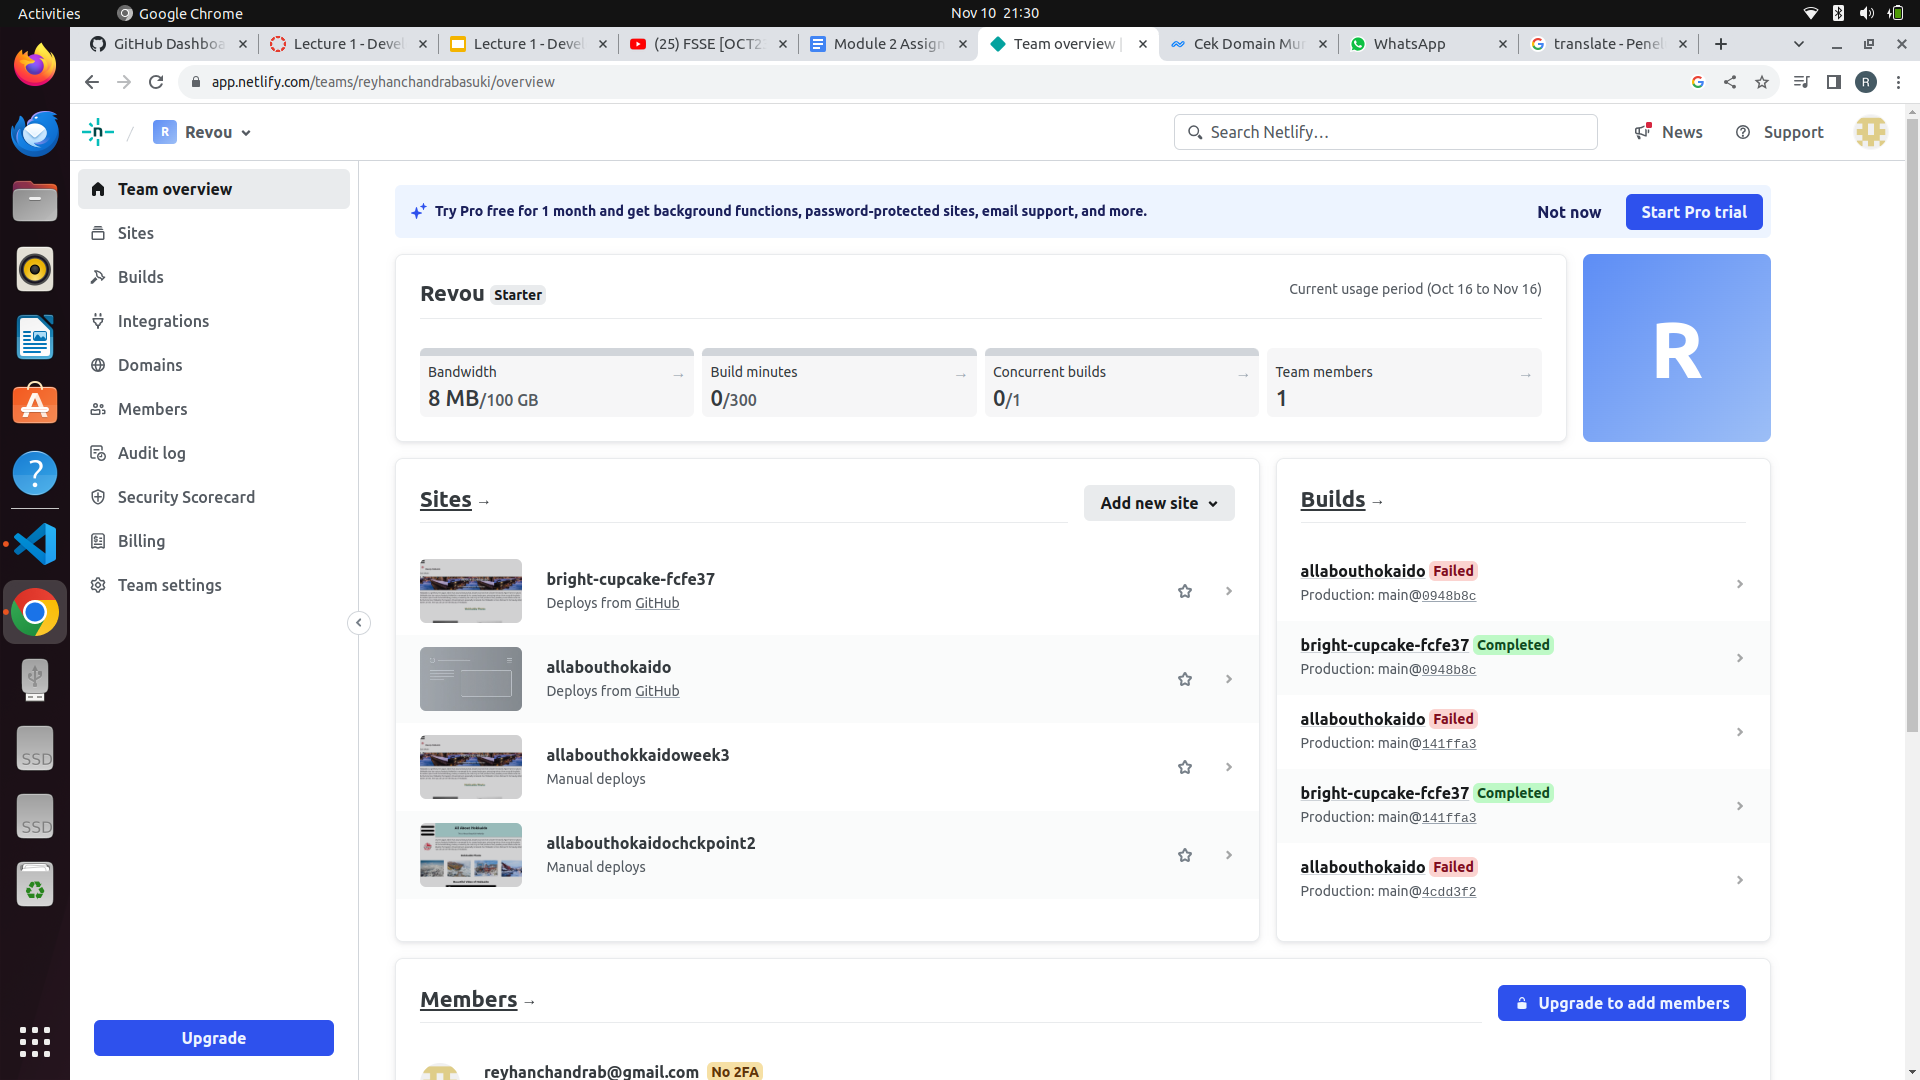 Activities
Google Chrome
Nov 10 21:30
GitHub Dashboa
Lecture 1 - Devel
Lecture 1 - Devel
(25) FSSE [OCT23
Module 2 Assign
Team overview |
Cek Domain Mur
WhatsApp
translate - Penel
app.netlify.com/teams/reyhanchandrabasuki/overview
R
n
/
R
Revou
Search Netlify…
News
Support
Team overview
Sites
Builds
Integrations
Domains
Members
Audit log
Security Scorecard
Billing
Team settings
Upgrade
Try Pro free for 1 month and get background functions, password-protected sites, email support, and more.
Not now
Start Pro trial
Revou Starter
Current usage period (Oct 16 to Nov 16)
Bandwidth →
8 MB/100 GB
Build minutes →
0/300
Concurrent builds →
0/1
Team members →
1
R
Sites →
Add new site
bright-cupcake-fcfe37
Deploys from GitHub
allabouthokaido
Deploys from GitHub
allabouthokkaidoweek3
Manual deploys
allabouthokaidochckpoint2
Manual deploys
Builds →
allabouthokaido Failed
Production: main@0948b8c
bright-cupcake-fcfe37 Completed
Production: main@0948b8c
allabouthokaido Failed
Production: main@141ffa3
bright-cupcake-fcfe37 Completed
Production: main@141ffa3
allabouthokaido Failed
Production: main@4cdd3f2
Members →
Upgrade to add members
reyhanchandrab@gmail.com No 2FA
SSD
SSD